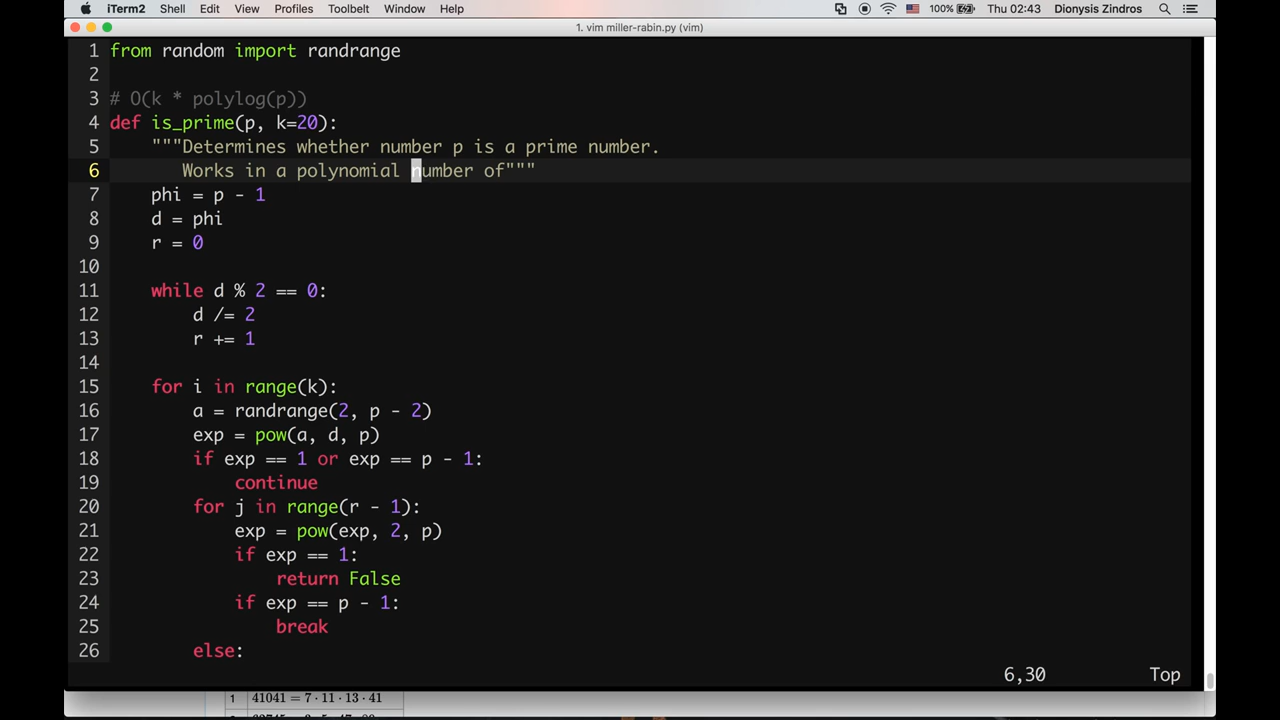 iTerm2 Shell Edit View Profiles Toolbelt Window Help 100% Thu 02:43 Dionysis Zindros
1. vim miller-rabin.py (vim)
1 from random import randrange
2
3 # O(k * polylog(p))
4 def is_prime(p, k=20):
5 """Determines whether number p is a prime number.
6 Works in a polynomial number of"""
7 phi = p - 1
8 d = phi
9 r = 0
10
11 while d % 2 == 0:
12 d /= 2
13 r += 1
14
15 for i in range(k):
16 a = randrange(2, p - 2)
17 exp = pow(a, d, p)
18 if exp == 1 or exp == p - 1:
19 continue
20 for j in range(r - 1):
21 exp = pow(exp, 2, p)
22 if exp == 1:
23 return False
24 if exp == p - 1:
25 break
26 else:
6,30 Top
1 41041 = 7 · 11 · 13 · 41